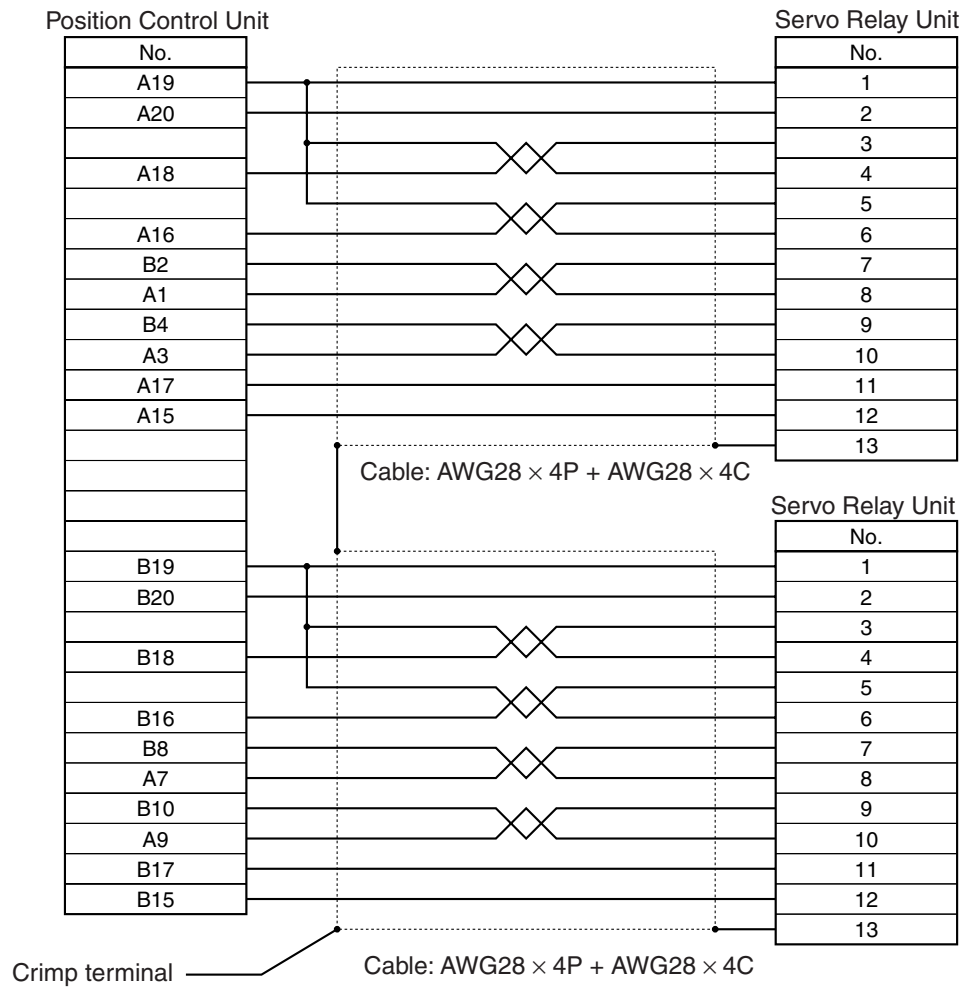 Position Control Unit
No.
A19
A20
A18
A16
B2
A1
B4
A3
A17
A15
B19
B20
B18
B16
B8
A7
B10
A9
B17
B15
Servo Relay Unit
No.
1
2
3
4
5
6
7
8
9
10
11
12
13
Cable: AWG28 × 4P + AWG28 × 4C
Servo Relay Unit
No.
1
2
3
4
5
6
7
8
9
10
11
12
13
Cable: AWG28 × 4P + AWG28 × 4C
Crimp terminal